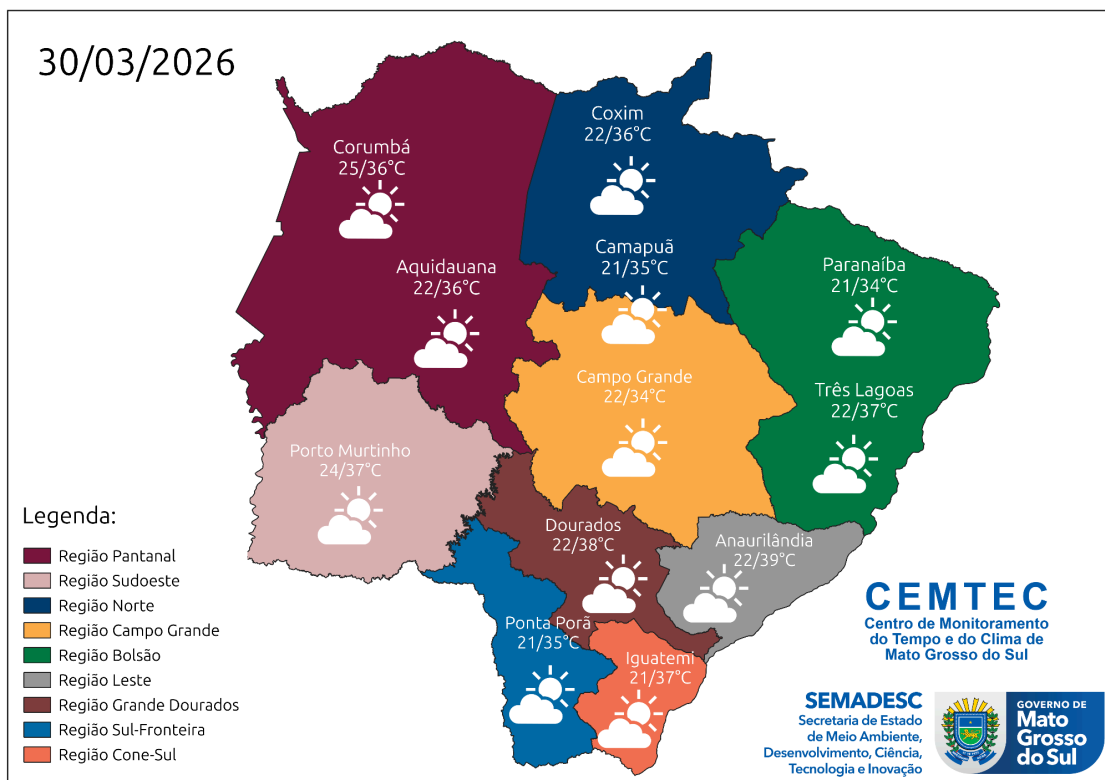 30/03/2026
Coxim
22/36°C
Corumbá
25/36°C
Camapuã
21/35°C
Aquidauana
22/36°C
Paranaíba
21/34°C
Campo Grande
22/34°C
Três Lagoas
22/37°C
Porto Murtinho
24/37°C
Dourados
22/38°C
Anaurilândia
22/39°C
Ponta Porã
21/35°C
Iguatemi
21/37°C
Legenda:
Região Pantanal
Região Sudoeste
Região Norte
Região Campo Grande
Região Bolsão
Região Leste
Região Grande Dourados
Região Sul-Fronteira
Região Cone-Sul
CEMTEC
Centro de Monitoramento
do Tempo e do Clima de
Mato Grosso do Sul
SEMADESC
Secretaria de Estado
de Meio Ambiente,
Desenvolvimento, Ciência,
Tecnologia e Inovação
GOVERNO DE
Mato
Grosso
do Sul